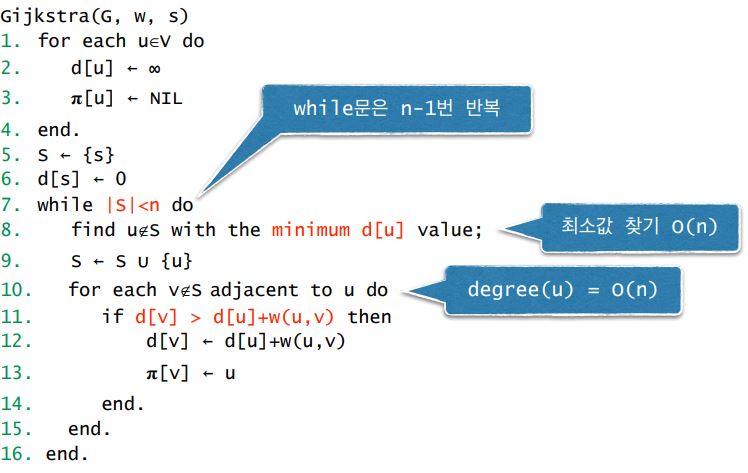 Gijkstra(G, w, s)
1. for each u∈V do
2. d[u] ← ∞
3. π[u] ← NIL
while문은 n-1번 반복
4. end.
5. S ← {s}
6. d[s] ← 0
7. while |S|<n do
8. find u∉S with the minimum d[u] value;
최소값 찾기 O(n)
9. S ← S ∪ {u}
10. for each v∉S adjacent to u do
degree(u) = O(n)
11. if d[v] > d[u]+w(u,v) then
12. d[v] ← d[u]+w(u,v)
13. π[v] ← u
14. end.
15. end.
16. end.